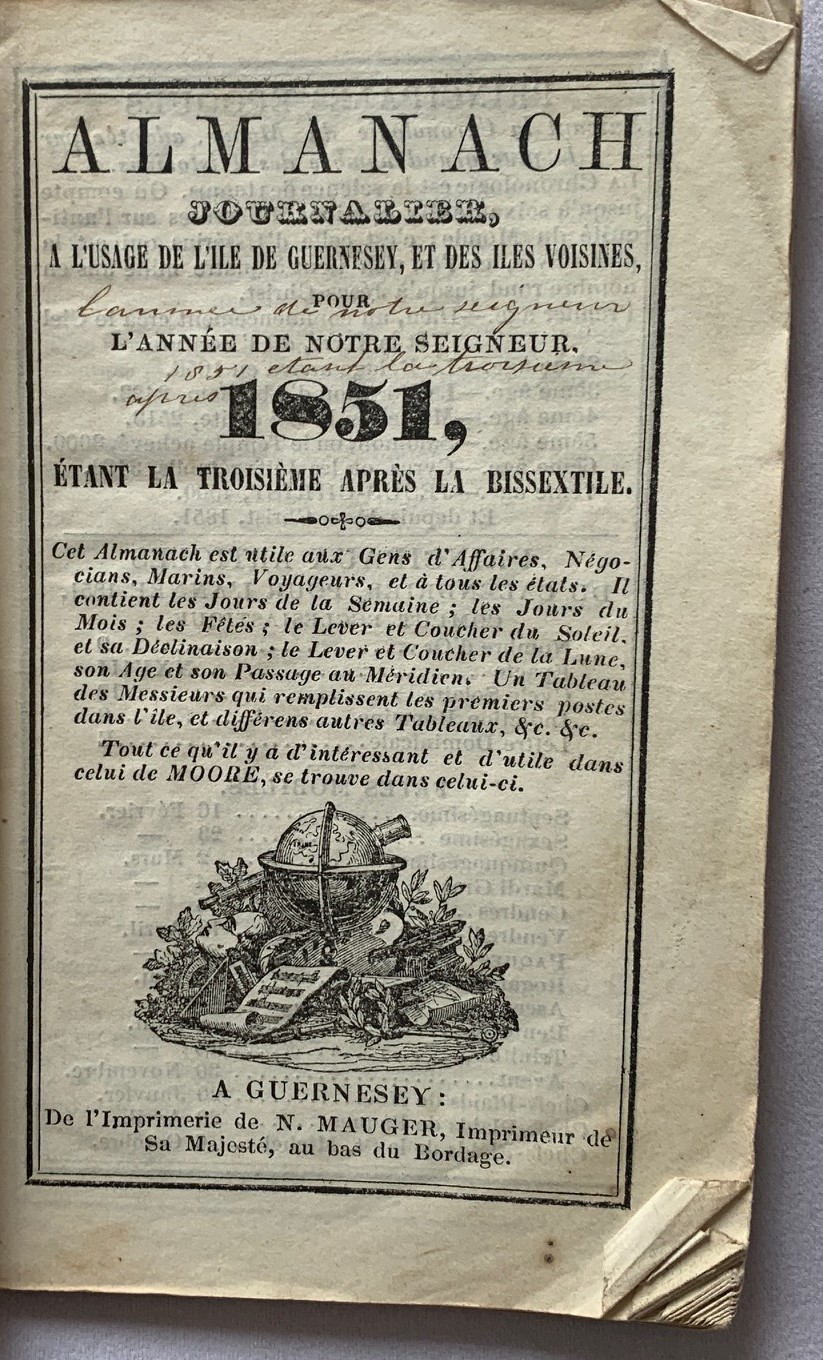 ALMANACH
JOURNALIER,
A L'USAGE DE L'ILE DE GUERNESEY, ET DES ILES VOISINES,
POUR
l'annee de notre seigneur
L'ANNÉE DE NOTRE SEIGNEUR,
1851 etant la troisieme
apres
1851,
ÉTANT LA TROISIÈME APRÈS LA BISSEXTILE.
Cet Almanach est utile aux Gens d'Affaires, Négo-
cians, Marins, Voyageurs, et à tous les états. Il
contient les Jours de la Semaine ; les Jours du
Mois ; les Fêtes ; le Lever et Coucher du Soleil,
et sa Déclinaison ; le Lever et Coucher de la Lune,
son Age et son Passage au Méridien. Un Tableau
des Messieurs qui remplissent les premiers postes
dans l'île, et différens autres Tableaux, &c. &c.
Tout ce qu'il y a d'intéressant et d'utile dans
celui de MOORE, se trouve dans celui-ci.
A GUERNESEY :
De l'Imprimerie de N. MAUGER, Imprimeur de
Sa Majesté, au bas du Bordage.